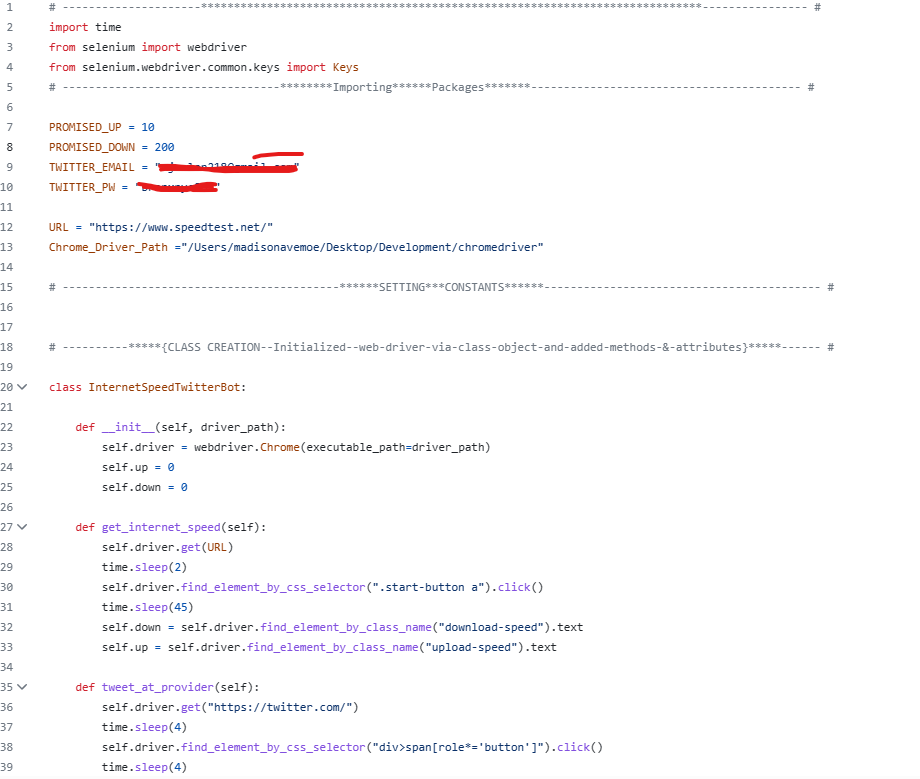 1 # ---------------------****************************************************************************---------------- #
2 import time
3 from selenium import webdriver
4 from selenium.webdriver.common.keys import Keys
5 # ---------------------------------********Importing******Packages*******----------------------------------------- #
6
7 PROMISED_UP = 10
8 PROMISED_DOWN = 200
9 TWITTER_EMAIL = "
10 TWITTER_PW = "
11
12 URL = "https://www.speedtest.net/"
13 Chrome_Driver_Path ="/Users/madisonavemoe/Desktop/Development/chromedriver"
14
15 # ------------------------------------------******SETTING***CONSTANTS******------------------------------------------ #
16
17
18 # ----------*****{CLASS CREATION--Initialized--web-driver-via-class-object-and-added-methods-&-attributes}*****------ #
19
20 class InternetSpeedTwitterBot:
21
22     def __init__(self, driver_path):
23         self.driver = webdriver.Chrome(executable_path=driver_path)
24         self.up = 0
25         self.down = 0
26
27     def get_internet_speed(self):
28         self.driver.get(URL)
29         time.sleep(2)
30         self.driver.find_element_by_css_selector(".start-button a").click()
31         time.sleep(45)
32         self.down = self.driver.find_element_by_class_name("download-speed").text
33         self.up = self.driver.find_element_by_class_name("upload-speed").text
34
35     def tweet_at_provider(self):
36         self.driver.get("https://twitter.com/")
37         time.sleep(4)
38         self.driver.find_element_by_css_selector("div>span[role*='button']").click()
39         time.sleep(4)